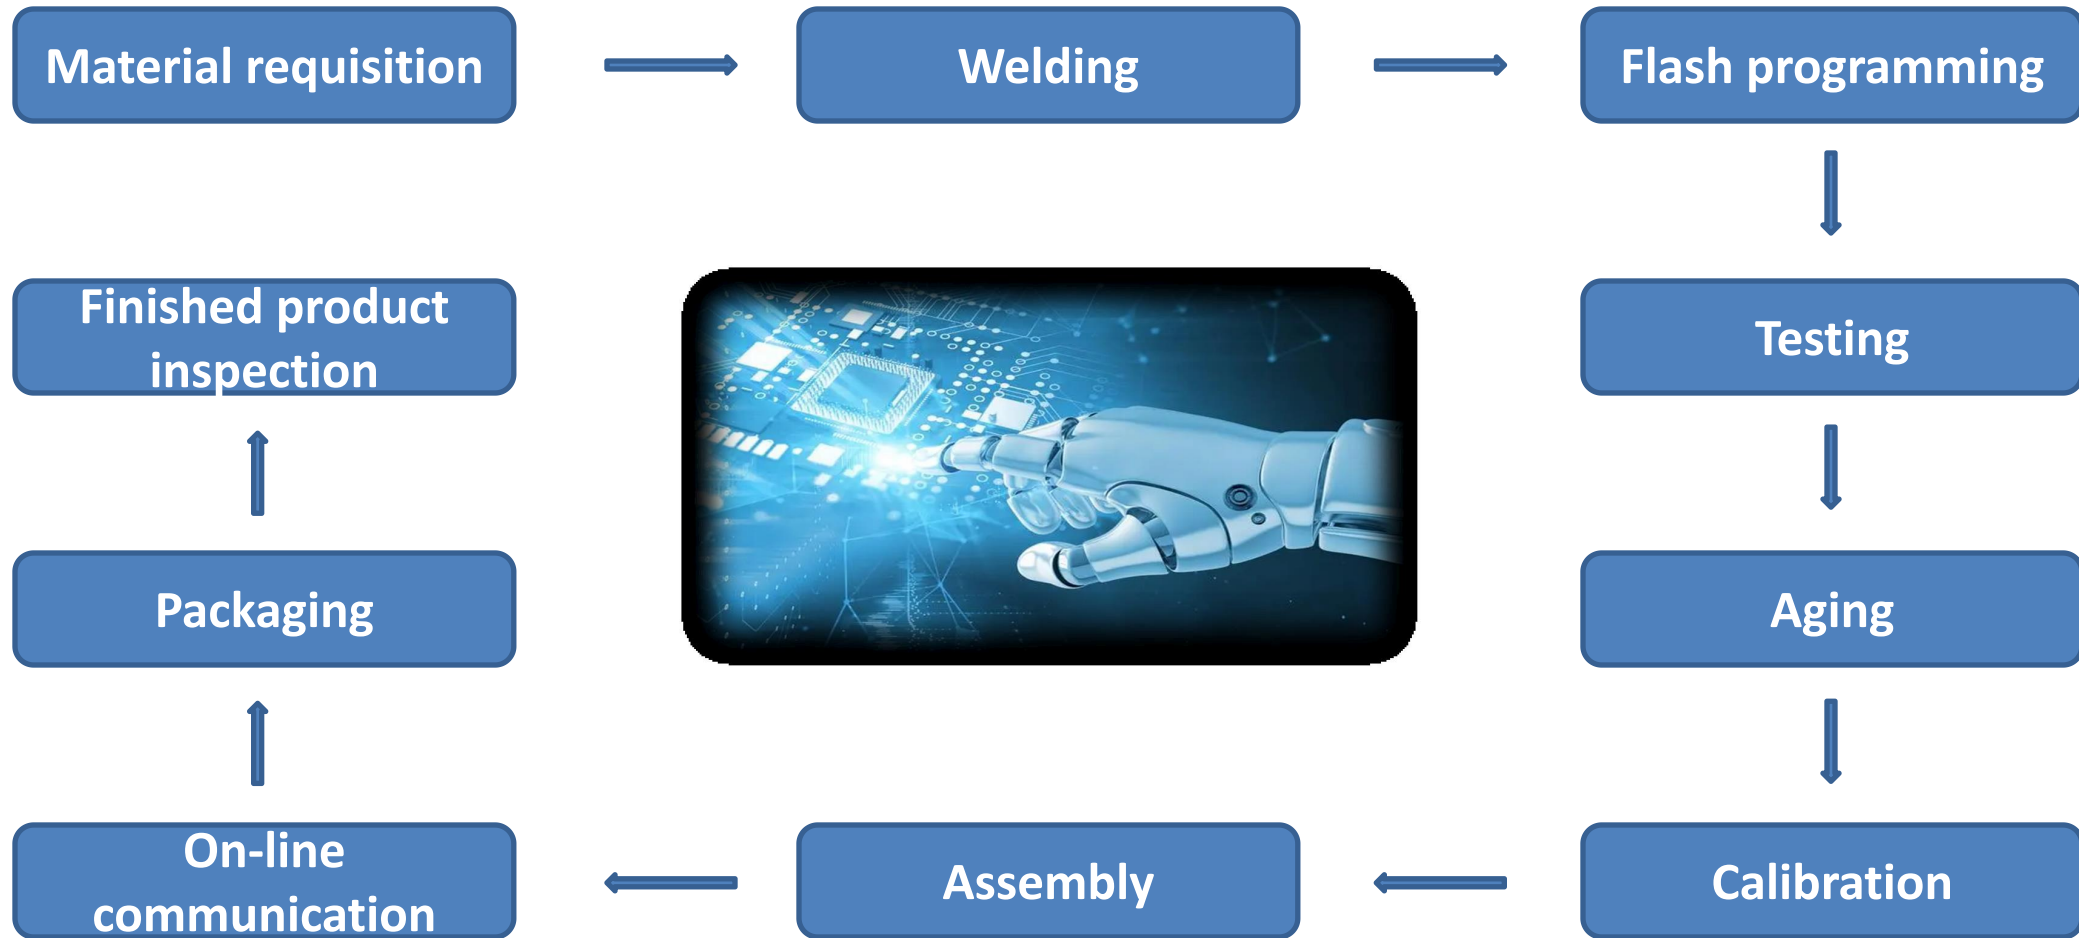 Material requisition
Welding
Flash programming
Testing
Aging
Calibration
Assembly
On-line
communication
Packaging
Finished product
inspection